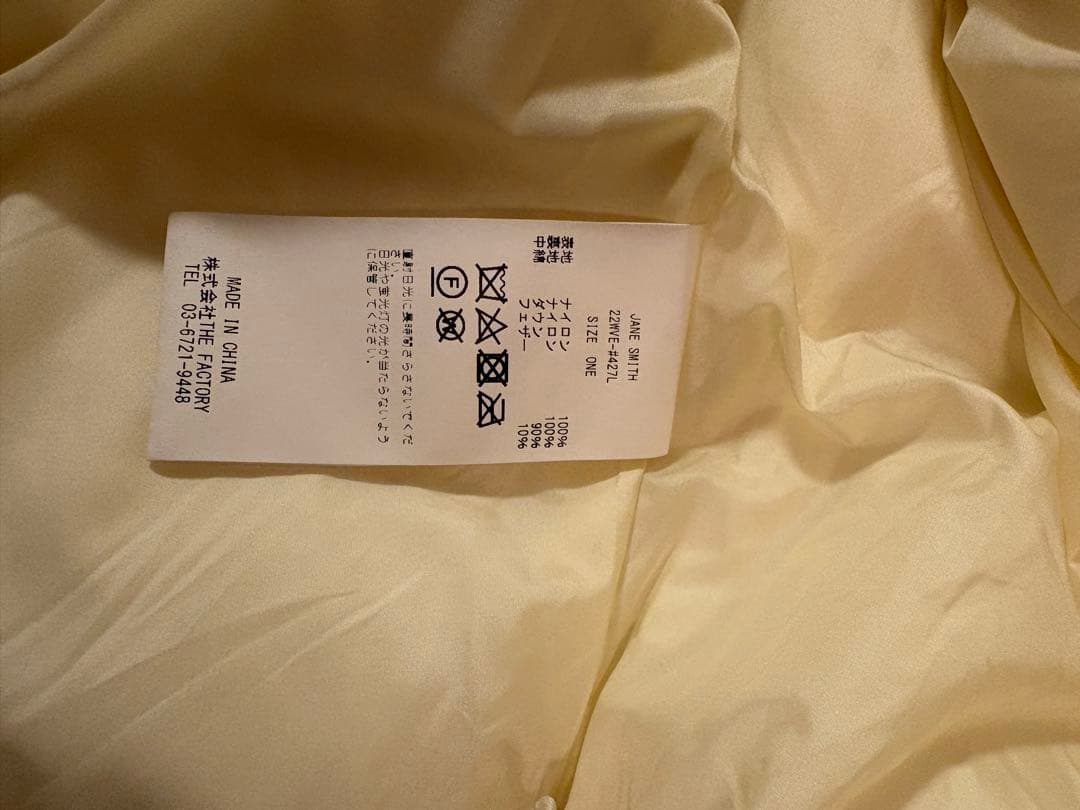 JANE SMITH
22WVE-#427L
SIZE ONE
表地 ナイロン 100%
裏地 ナイロン 100%
中綿 ダウン 90%
フェザー 10%
F
W
直射日光に長時間さらさないでくだ
さい。
日光や蛍光灯の光が当たらないよう
に保管してください。
MADE IN CHINA
株式会社THE FACTORY
TEL 03-6721-9448